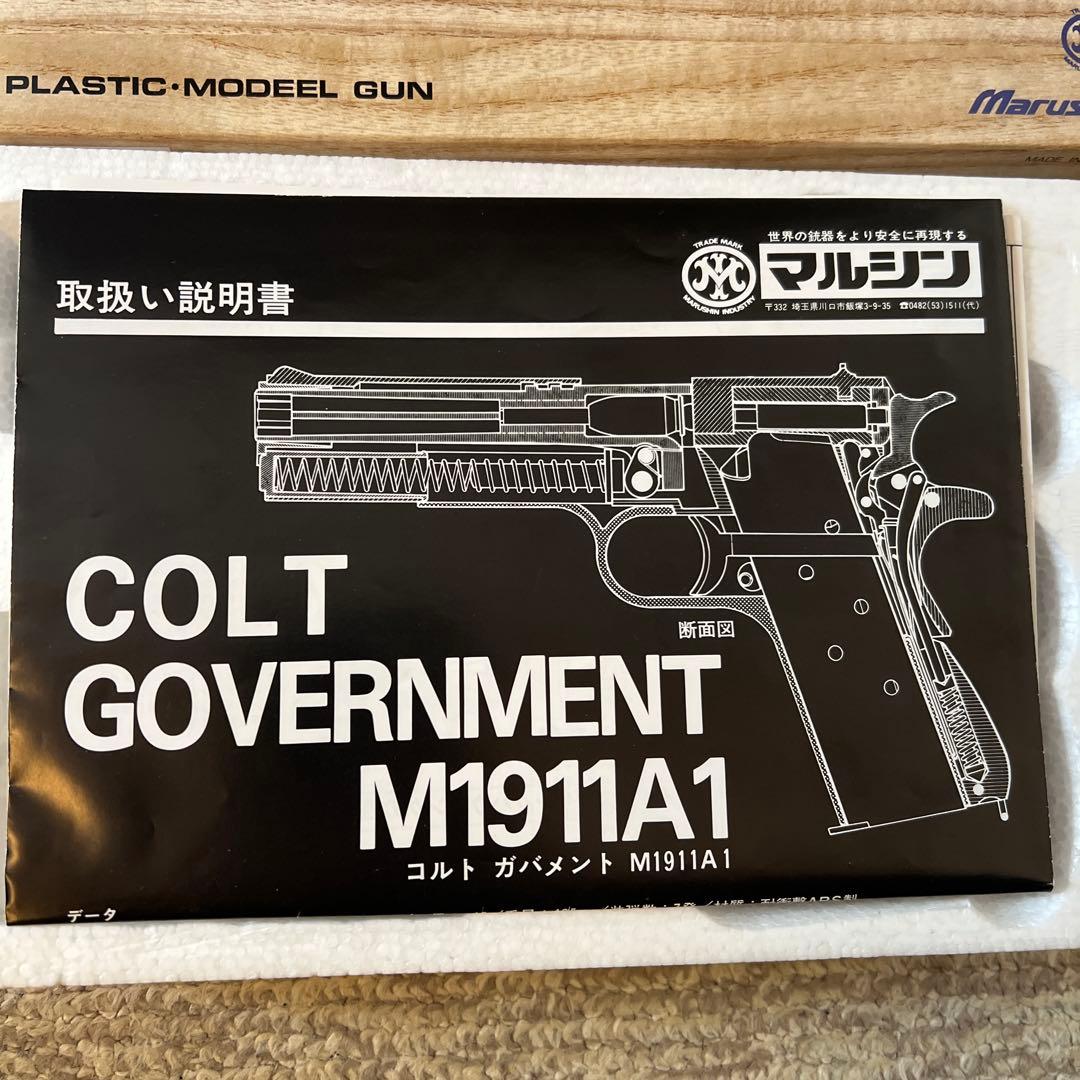 PLASTIC・MODEEL GUN
Marus
MADE IN
取扱い説明書
TRADE MARK
MARUSHIN INDUSTRY
世界の銃器をより安全に再現する
マルシン
〒332 埼玉県川口市飯塚3-9-35 ☎0482(53)1511(代)
断面図
COLT
GOVERNMENT
M1911A1
コルト ガバメント M1911A1
データ